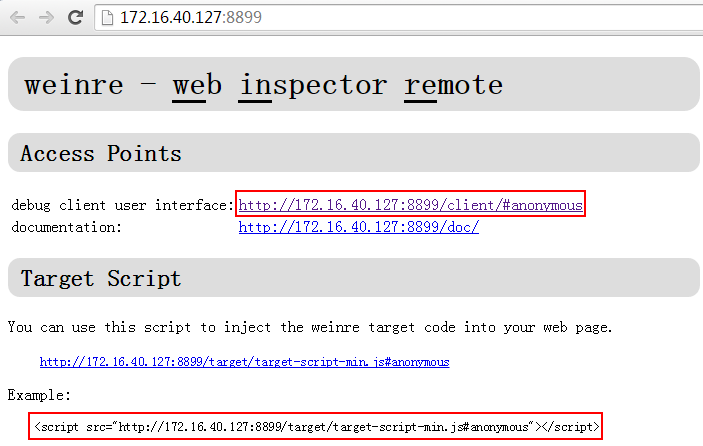 172.16.40.127:8899
weinre - web inspector remote
Access Points
debug client user interface: http://172.16.40.127:8899/client/#anonymous
documentation: http://172.16.40.127:8899/doc/
Target Script
You can use this script to inject the weinre target code into your web page.
http://172.16.40.127:8899/target/target-script-min.js#anonymous
Example:
<script src="http://172.16.40.127:8899/target/target-script-min.js#anonymous"></script>